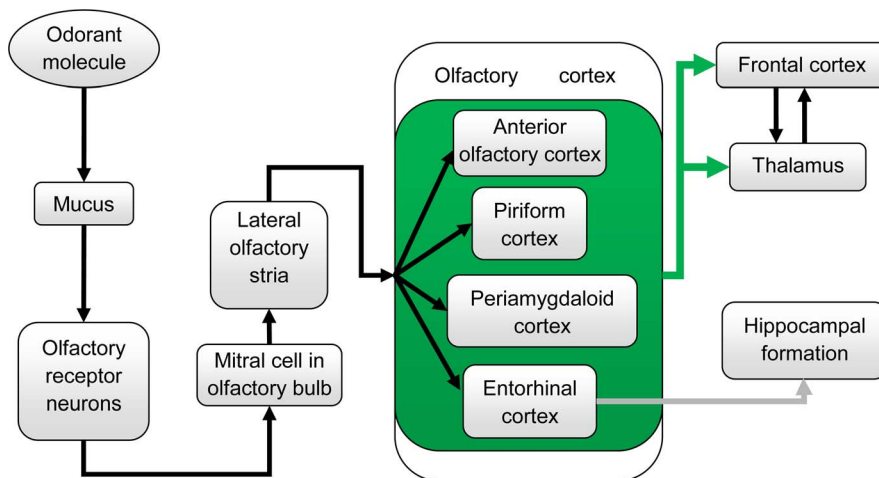 Odorant
molecule
Mucus
Olfactory
receptor
neurons
Mitral cell in
olfactory bulb
Lateral
olfactory
stria
Olfactory cortex
Anterior
olfactory cortex
Piriform
cortex
Periamygdaloid
cortex
Entorhinal
cortex
Frontal cortex
Thalamus
Hippocampal
formation